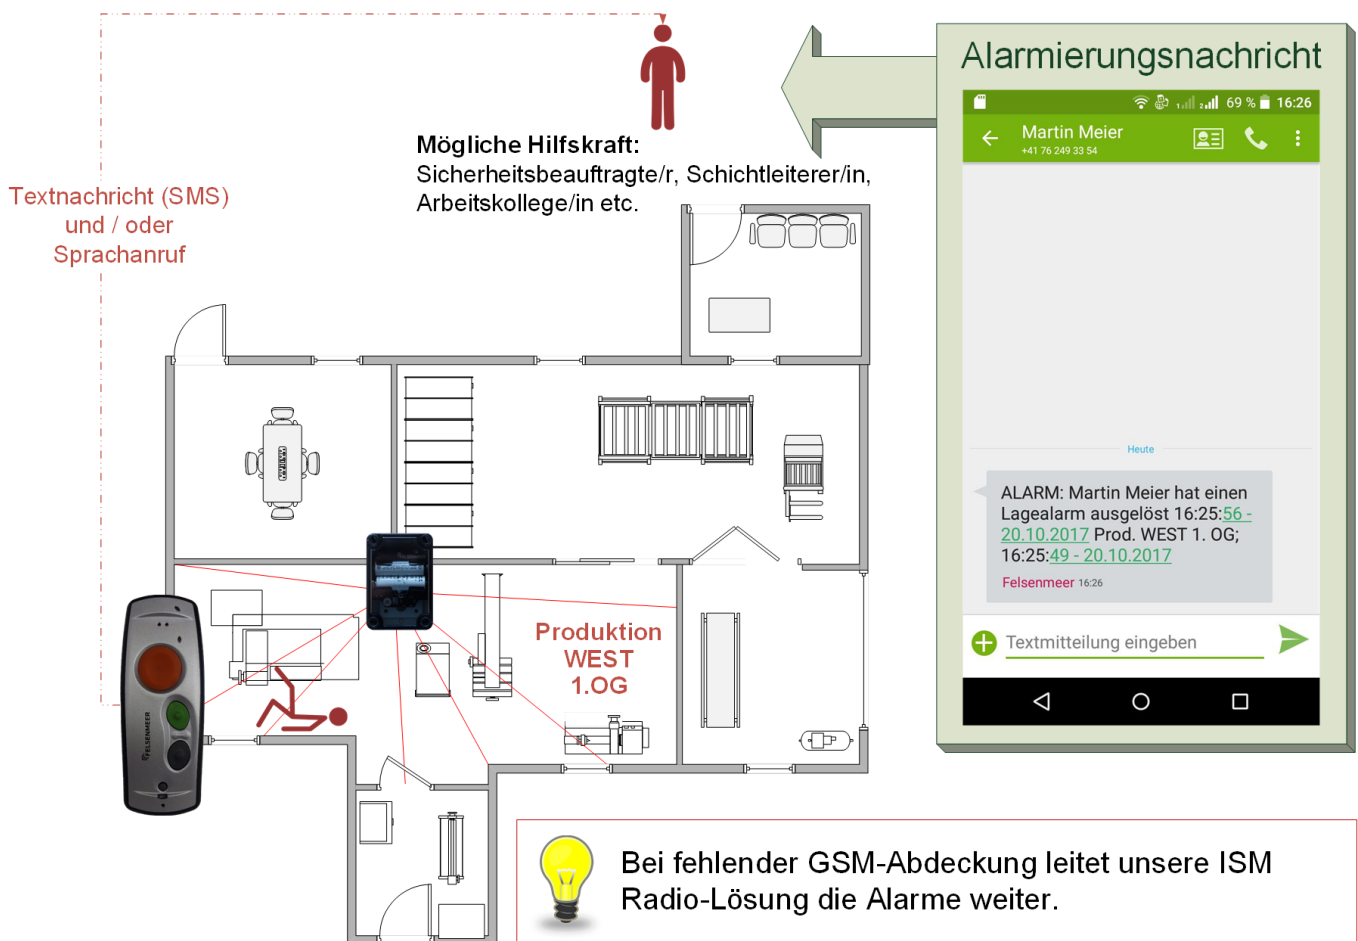 Alarmierungsnachricht
1 2 69 % 16:26
Martin Meier
+41 76 249 33 54
Mögliche Hilfskraft:
Sicherheitsbeauftragte/r, Schichtleiterer/in,
Arbeitskollege/in etc.
Textnachricht (SMS)
und / oder
Sprachanruf
Heute
ALARM: Martin Meier hat einen
Lagealarm ausgelöst 16:25:56 -
20.10.2017 Prod. WEST 1. OG;
16:25:49 - 20.10.2017
Felsenmeer 16:26
Textmitteilung eingeben
Produktion
WEST
1.OG
FELSENMEER
Bei fehlender GSM-Abdeckung leitet unsere ISM
Radio-Lösung die Alarme weiter.